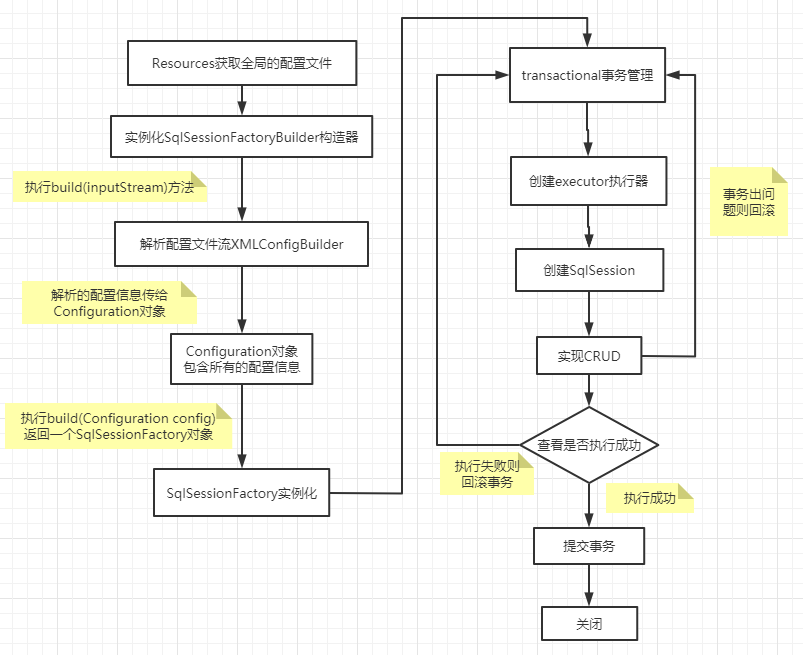 Resources获取全局的配置文件
实例化SqlSessionFactoryBuilder构造器
执行build(inputStream)方法
解析配置文件流XMLConfigBuilder
解析的配置信息传给
Configuration对象
Configuration对象
包含所有的配置信息
执行build(Configuration config)
返回一个SqlSessionFactory对象
SqlSessionFactory实例化
transactional事务管理
创建executor执行器
事务出问
题则回滚
创建SqlSession
实现CRUD
查看是否执行成功
执行失败则
回滚事务
执行成功
提交事务
关闭